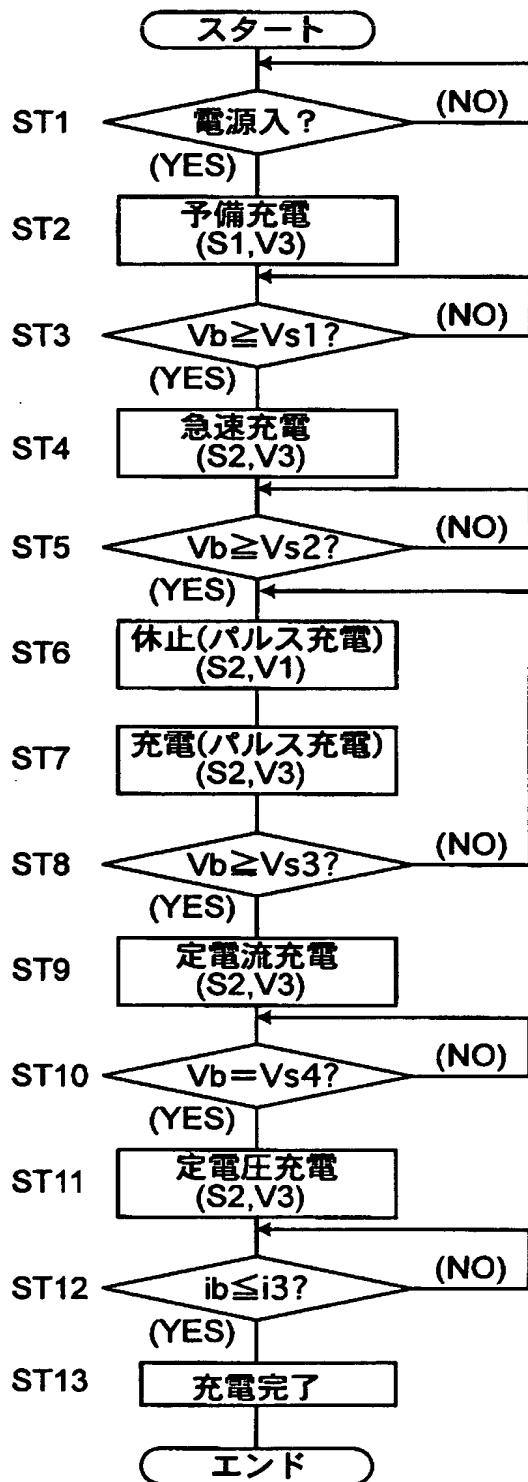 スタート
ST1 電源入？ (NO)
(YES)
ST2 予備充電
(S1,V3)
ST3 Vb≧Vs1? (NO)
(YES)
ST4 急速充電
(S2,V3)
ST5 Vb≧Vs2? (NO)
(YES)
ST6 休止(パルス充電)
(S2,V1)
ST7 充電(パルス充電)
(S2,V3)
ST8 Vb≧Vs3? (NO)
(YES)
ST9 定電流充電
(S2,V3)
ST10 Vb＝Vs4? (NO)
(YES)
ST11 定電圧充電
(S2,V3)
ST12 ib≦i3? (NO)
(YES)
ST13 充電完了
エンド